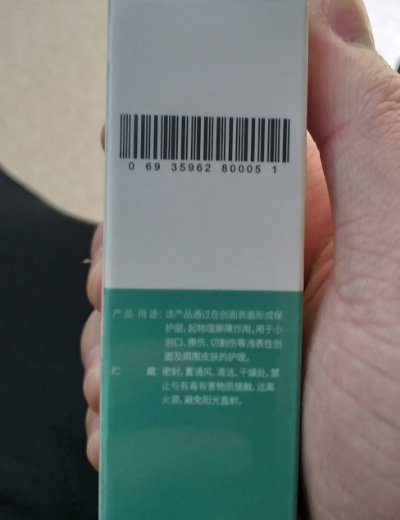 0 69 35962 80005 1
产品用途：该产品通过在创面表面形成保
护层，起物理屏障作用。用于小
创口、擦伤、切割伤等浅表性创
面及周围皮肤的护理。
贮藏：密封，置通风、清洁、干燥处，禁
止与有毒有害物质接触，远离
火源，避免阳光直射。